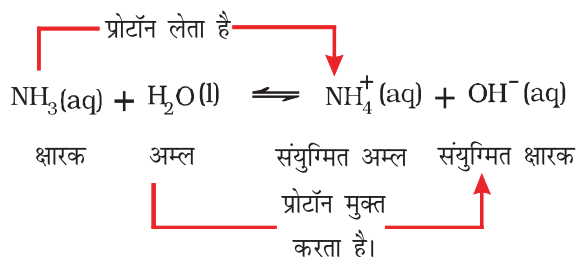 प्रोटॉन लेता है
NH₃(aq) + H₂O(l) ⇌ NH₄⁺(aq) + OH⁻(aq)
क्षारक अम्ल संयुग्मित अम्ल संयुग्मित क्षारक
प्रोटॉन मुक्त
करता है।